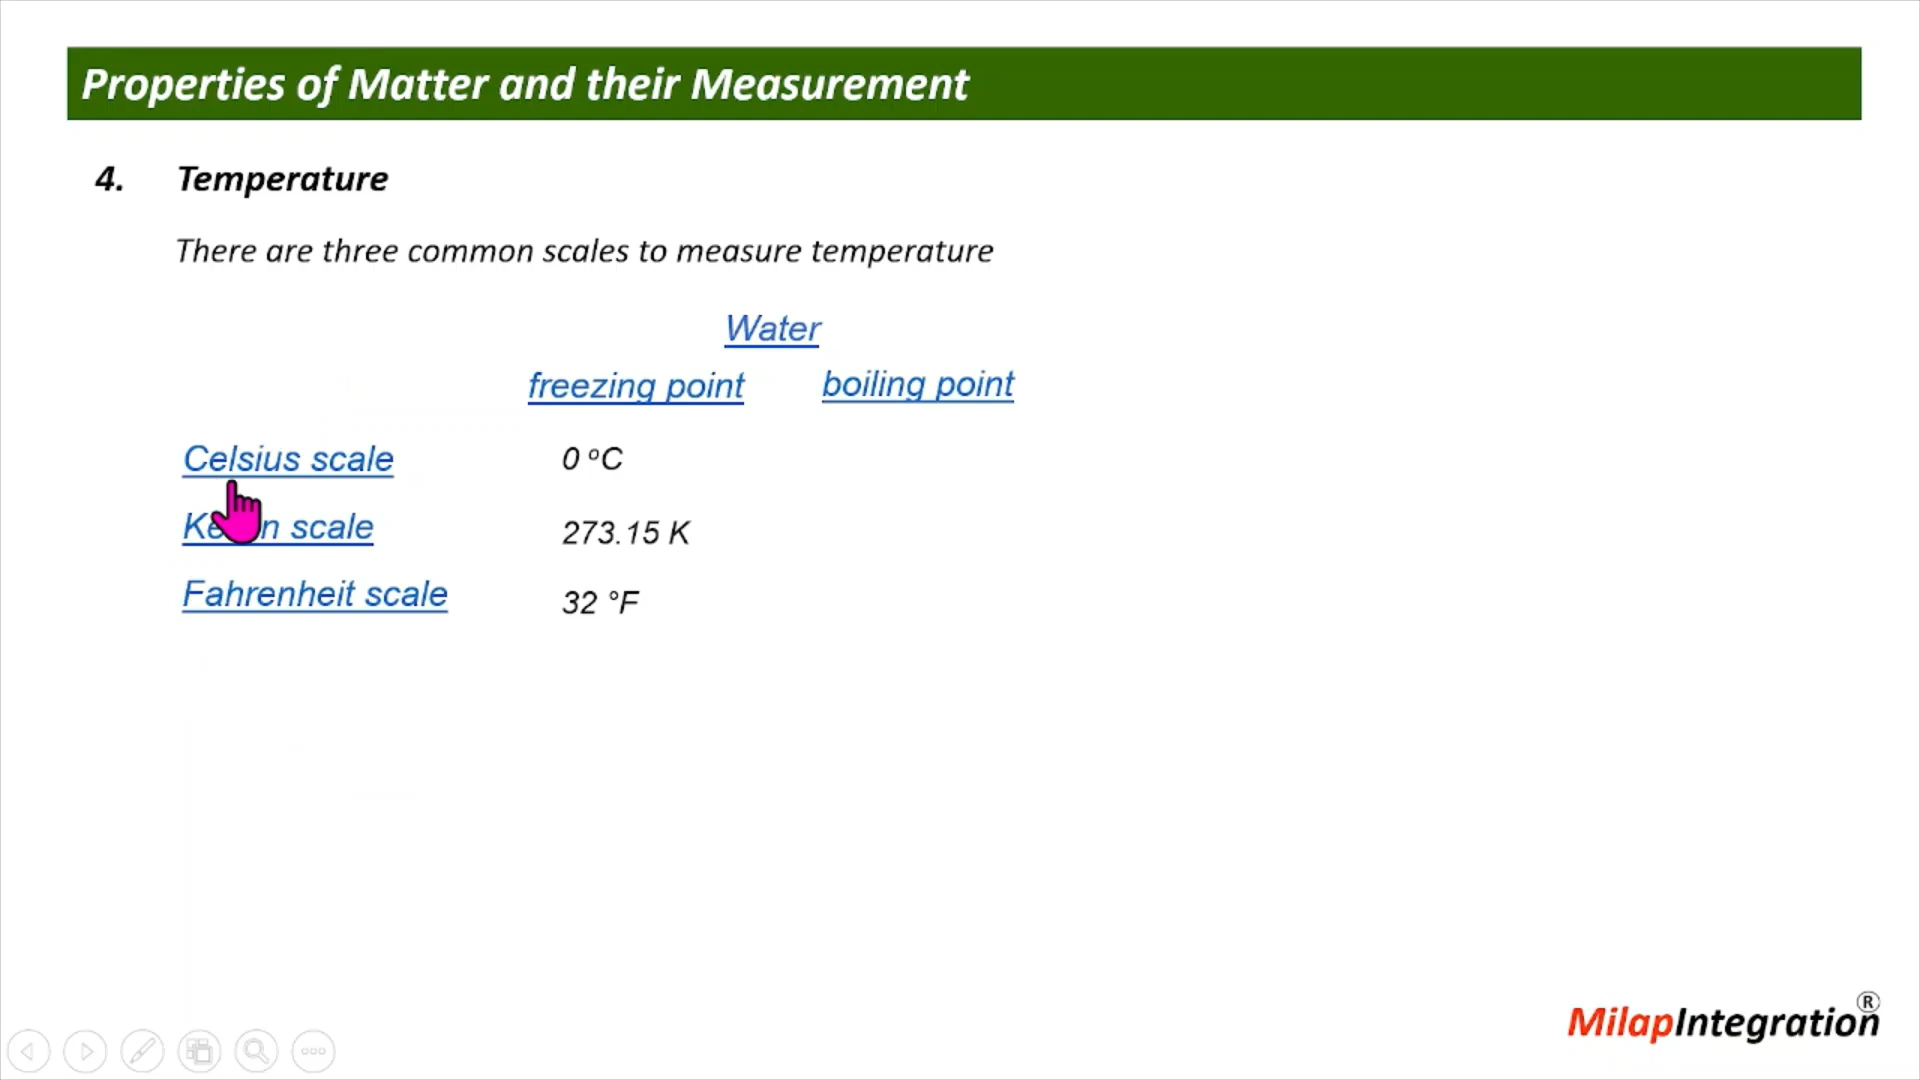 Properties of Matter and their Measurement
4. Temperature
There are three common scales to measure temperature
Water
freezing point boiling point
Celsius scale 0 °C
scale 273.15 K
Fahrenheit scale 32 °F
MilapIntegration®